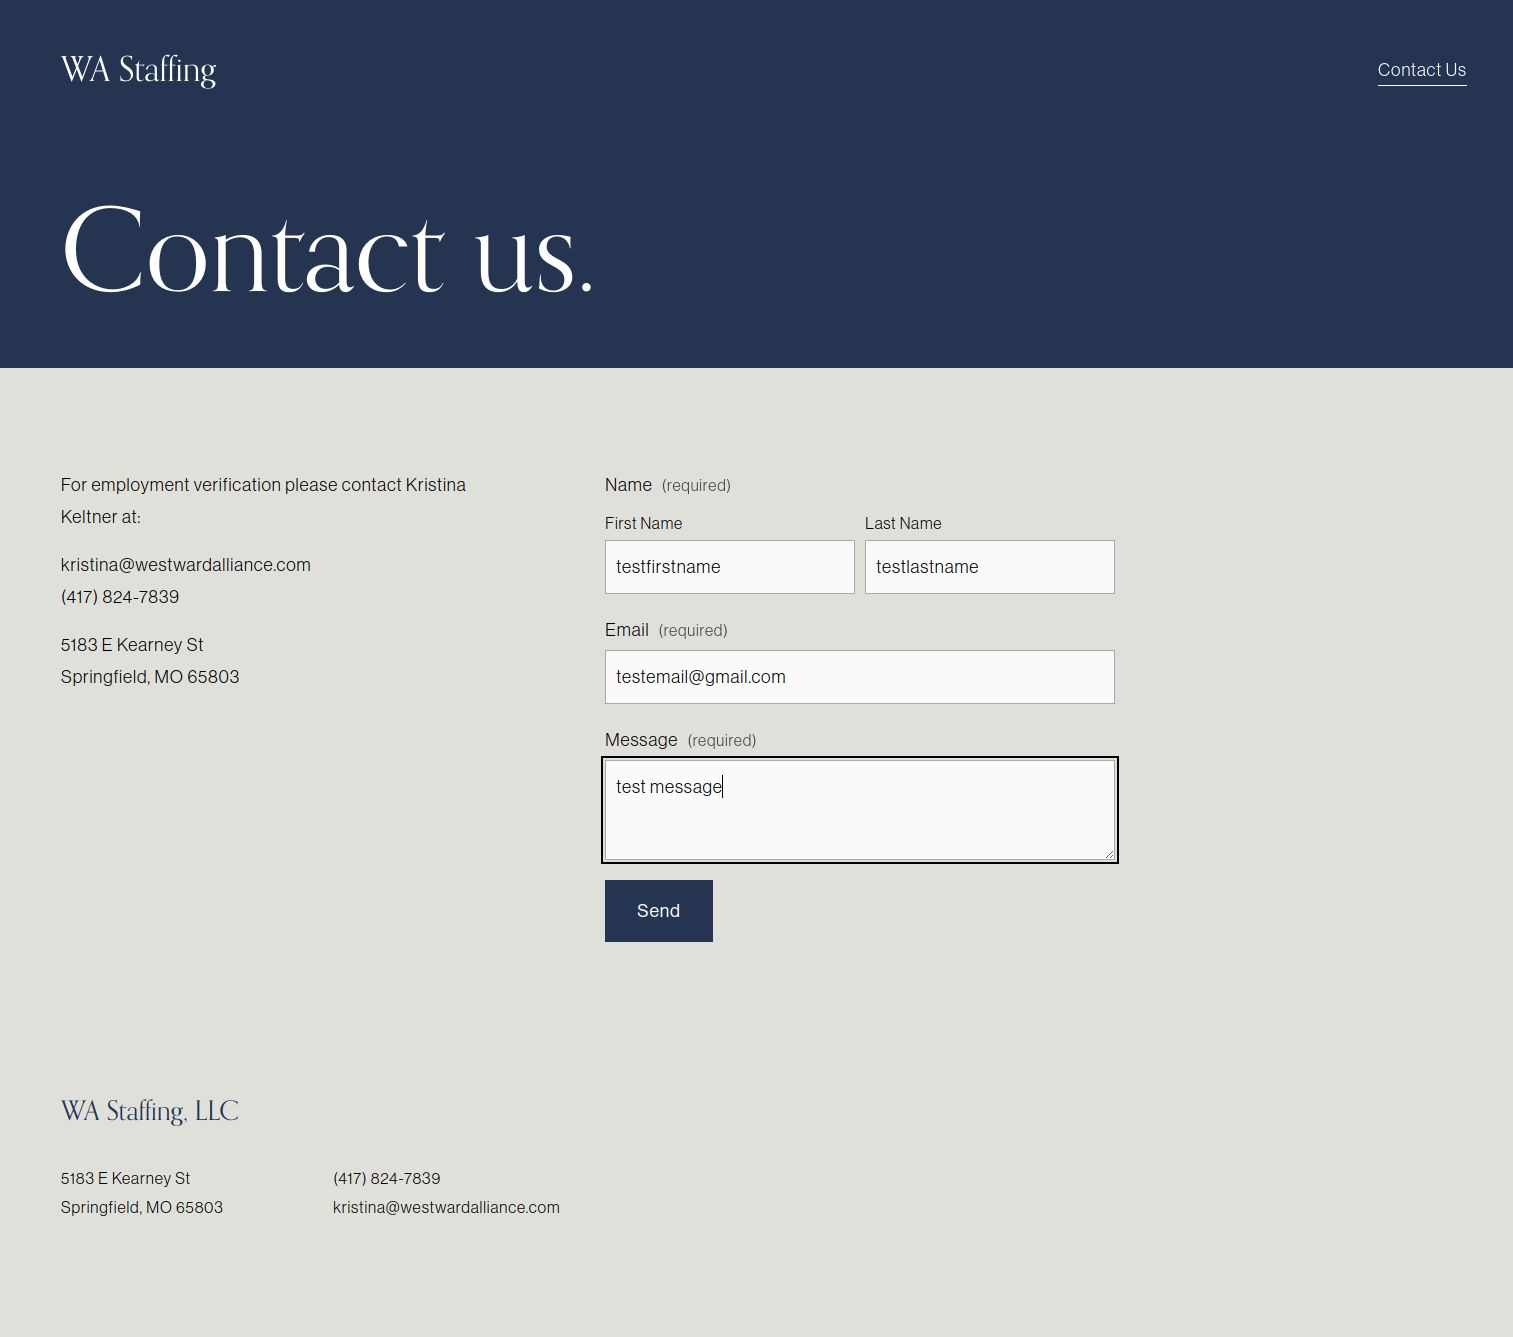 WA Staffing
Contact Us
Contact us.
For employment verification please contact Kristina
Keltner at:
kristina@westwardalliance.com
(417) 824-7839
5183 E Kearney St
Springfield, MO 65803
Name (required)
First Name
Last Name
testfirstname
testlastname
Email (required)
testemail@gmail.com
Message (required)
test message
Send
WA Staffing, LLC
5183 E Kearney St
Springfield, MO 65803
(417) 824-7839
kristina@westwardalliance.com